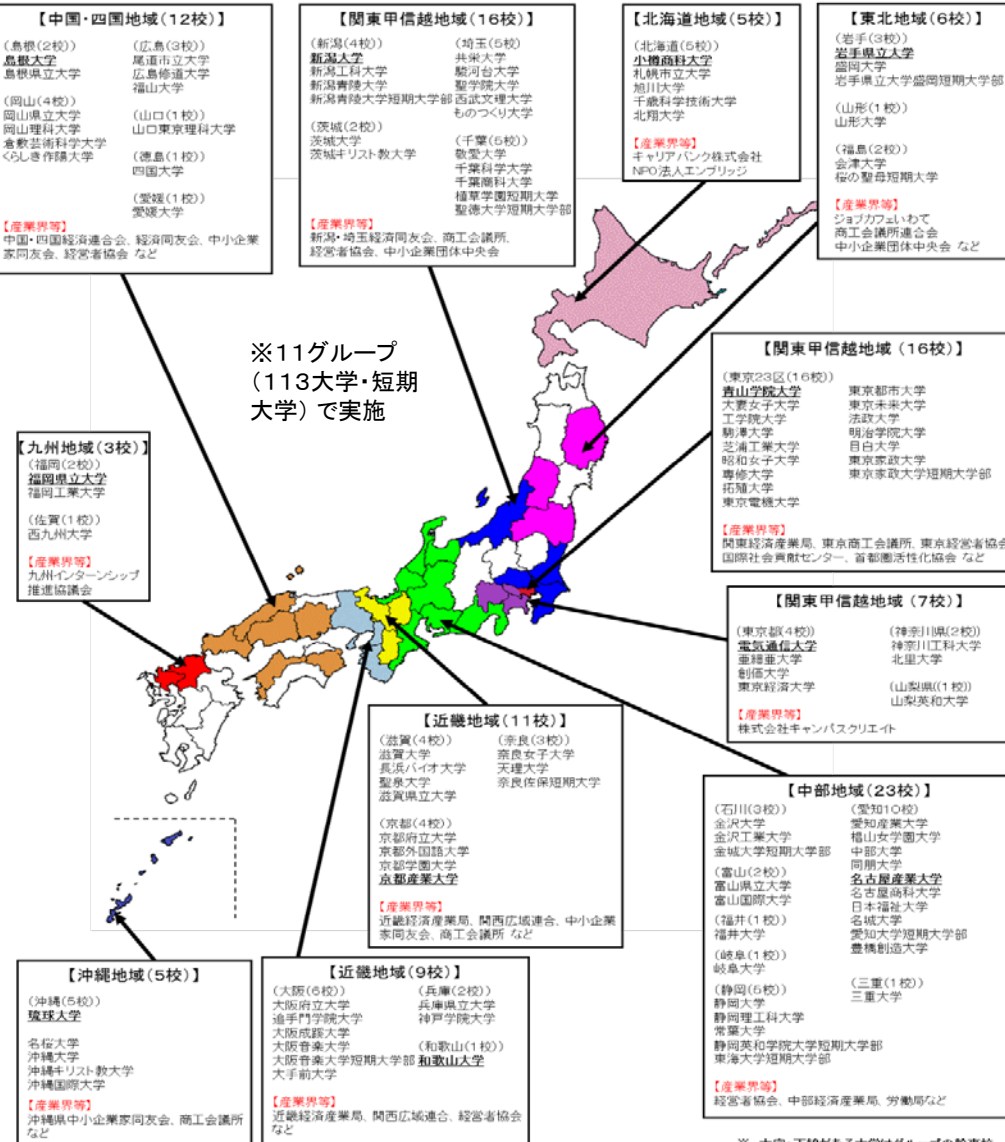 【中国・四国地域(12校)】
(島根(2校))
島根大学
島根県立大学
(岡山(4校)
岡山県立大学
岡山理科大学
倉敷芸術科学大学
くらしき作陽大学
(広島(3校))
尾道市立大学
広島修道大学
福山大学
(山口(1校))
山口東京理科大学
(徳島(1校))
四国大学
(愛媛(1校))
愛媛大学
【産業界等】
中国・四国経済連合会、経済同友会、中小企業
家同友会、経営者協会 など
【関東甲信越地域(16校)】
(新潟(4校))
新潟大学
新潟工科大学
新潟青陵大学
新潟青陵大学短期大学部
(茨城(2校))
茨城大学
茨城キリスト教大学
(埼玉(5校)
共栄大学
駿河台大学
聖学院大学
西武文理大学
ものつくり大学
(千葉(5校))
敬愛大学
千葉科学大学
千葉商科大学
植草学園短期大学
聖徳大学短期大学部
【産業界等】
新潟・埼玉経済同友会、商工会議所、
経営者協会、中小企業団体中央会
【北海道地域(5校)】
(北海道(5校))
小樽商科大学
札幌市立大学
旭川大学
千歳科学技術大学
北翔大学
【産業界等】
キャリアバンク株式会社
NPO法人エンブリッジ
【東北地域(6校)】
(岩手(3校))
岩手県立大学
盛岡大学
岩手県立大学盛岡短期大学部
(山形(1校)
山形大学
(福島(2校))
会津大学
桜の聖母短期大学
【産業界等】
ジョブカフェいわて
商工会議所連合会
中小企業団体中央会 など
※11グループ
(113大学・短期
大学)で実施
【関東甲信越地域(16校)】
(東京23区(16校))
青山学院大学
大妻女子大学
工学院大学
駒澤大学
芝浦工業大学
昭和女子大学
専修大学
拓殖大学
東京電機大学
東京都市大学
東京未来大学
法政大学
明治学院大学
目白大学
東京家政大学
東京家政大学短期大学部
【産業界等】
関東経済産業局、東京商工会議所、東京経営者協会
国際社会貢献センター、首都圏活性化協会 など
【九州地域(3校)】
(福岡(2校))
福岡県立大学
福岡工業大学
(佐賀(1校))
西九州大学
【産業界等】
九州インターンシップ
推進協議会
【関東甲信越地域(7校)】
(東京都(4校))
電気通信大学
亜細亜大学
創価大学
東京経済大学
(神奈川県(2校))
神奈川工科大学
北里大学
(山梨県((1校))
山梨英和大学
【産業界等】
株式会社キャンパスクリエイト
【近畿地域(11校)】
(滋賀(4校))
滋賀大学
長浜バイオ大学
聖泉大学
滋賀県立大学
(京都(4校))
京都府立大学
京都外国語大学
京都学園大学
京都産業大学
(奈良(3校))
奈良女子大学
天理大学
奈良佐保短期大学
【産業界等】
近畿経済産業局、関西広域連合、中小企業
家同友会、商工会議所 など
【中部地域(23校)】
(石川(3校))
金沢大学
金沢工業大学
金城大学短期大学部
(富山(2校))
富山県立大学
富山国際大学
(福井(1校))
福井大学
(岐阜(1校))
岐阜大学
(静岡(5校))
静岡大学
静岡理工科大学
常葉大学
静岡英和学院大学短期大学部
東海大学短期大学部
(愛知10校)
愛知産業大学
椙山女学園大学
中部大学
同朋大学
名古屋産業大学
名古屋商科大学
日本福祉大学
名城大学
愛知大学短期大学部
豊橋創造大学
(三重(1校))
三重大学
【産業界等】
経営者協会、中部経済産業局、労働局など
【沖縄地域(5校)】
(沖縄(5校))
琉球大学
名桜大学
沖縄大学
沖縄キリスト教大学
沖縄国際大学
【産業界等】
沖縄県中小企業家同友会、商工会議所
など
【近畿地域(9校)】
(大阪(6校))
大阪府立大学
追手門学院大学
大阪成蹊大学
大阪音楽大学
大阪音楽大学短期大学部
大手前大学
(兵庫(2校))
兵庫県立大学
神戸学院大学
(和歌山(1校))
和歌山大学
【産業界等】
近畿経済産業局、関西広域連合、経営者協会
など